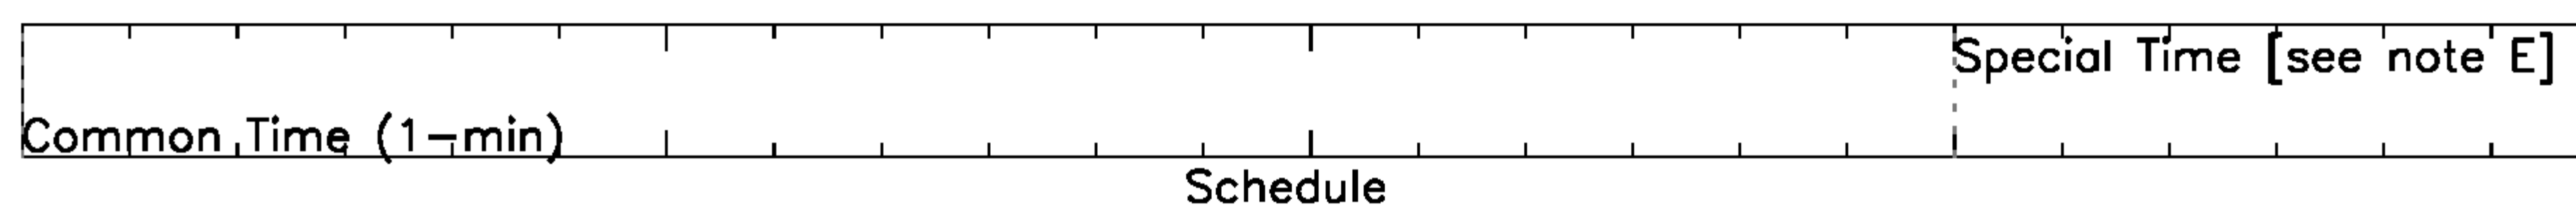 Special Time [see note E]
Common Time (1-min)
Schedule